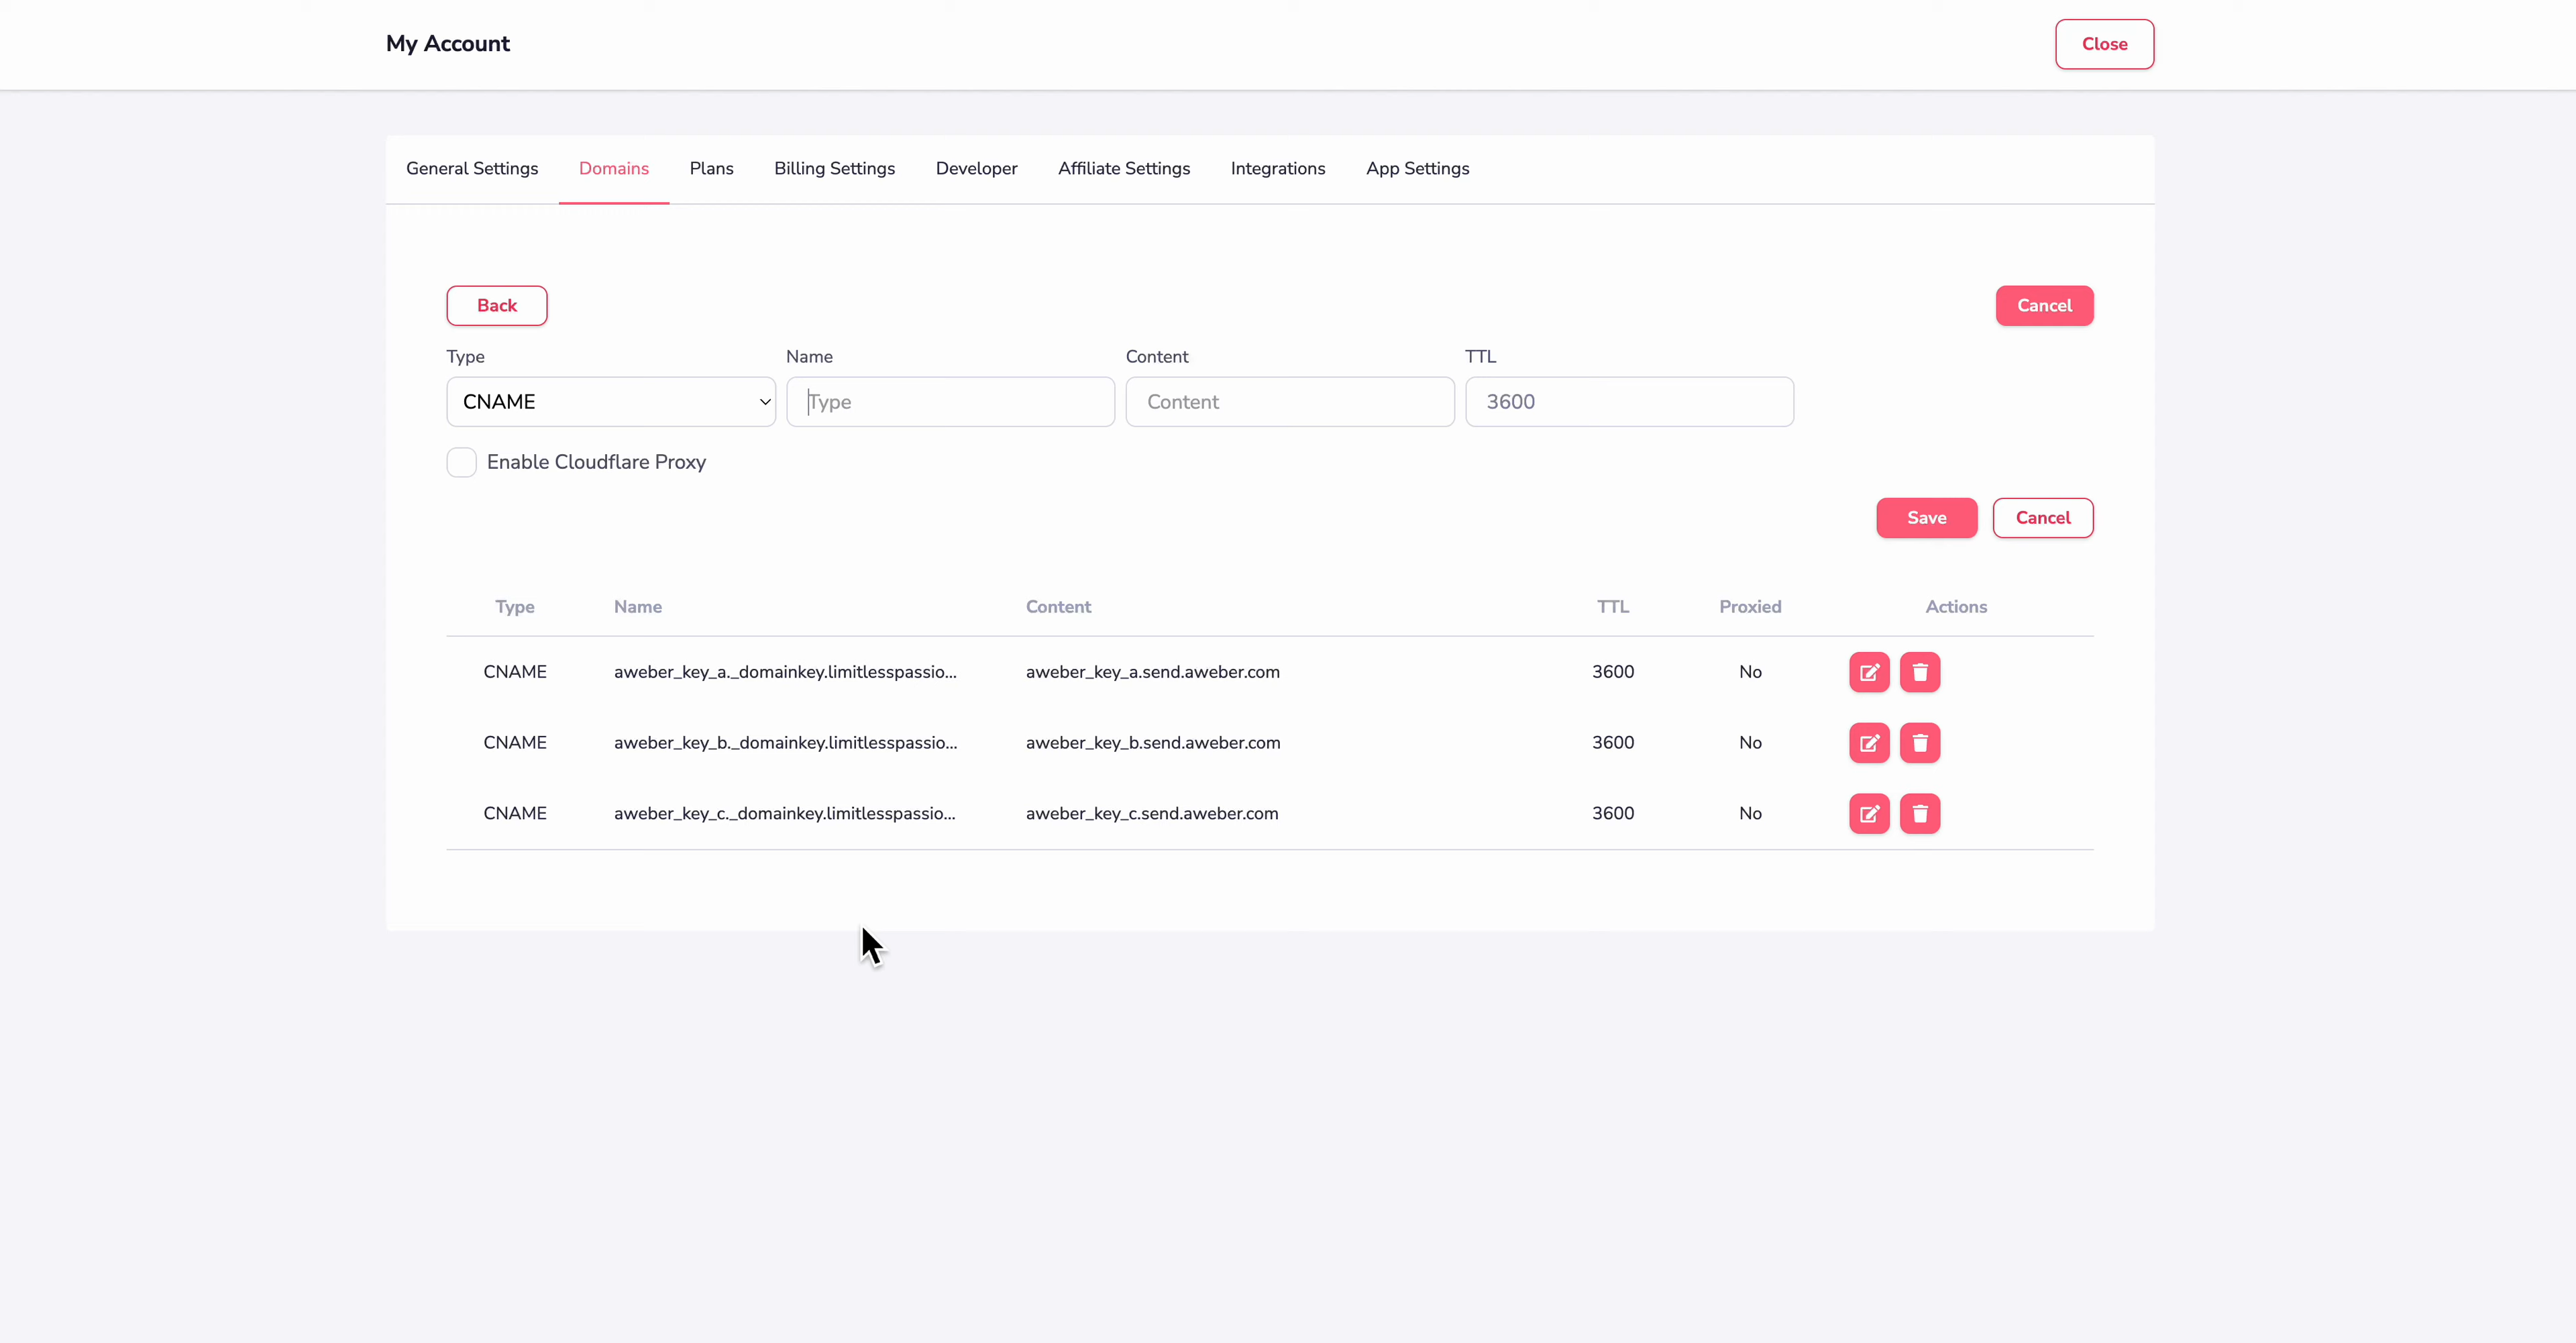 My Account
Close
General Settings Domains Plans Billing Settings Developer Affiliate Settings Integrations App Settings
Back Cancel
Type Name Content TTL
CNAME Type Content 3600
Enable Cloudflare Proxy
Save Cancel
Type Name Content TTL Proxied Actions
CNAME aweber_key_a._domainkey.limitlesspassio... aweber_key_a.send.aweber.com 3600 No
CNAME aweber_key_b._domainkey.limitlesspassio... aweber_key_b.send.aweber.com 3600 No
CNAME aweber_key_c._domainkey.limitlesspassio... aweber_key_c.send.aweber.com 3600 No